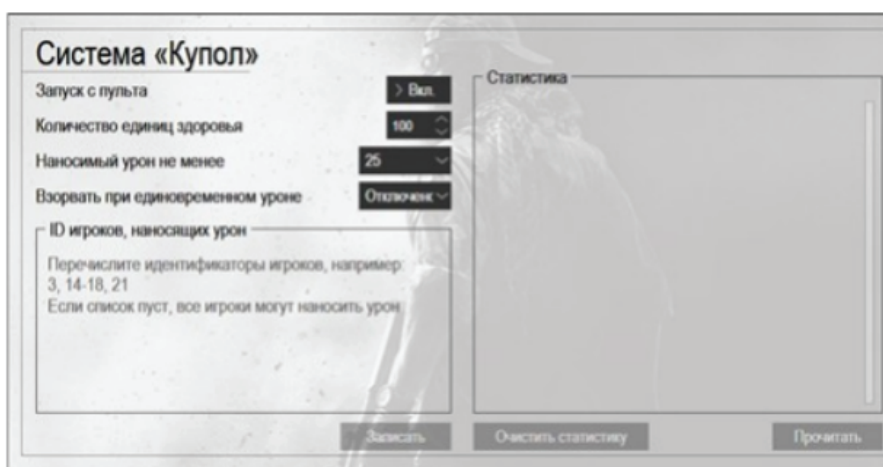 Система «Купол»
Запуск с пульта
> Вкл.
Количество единиц здоровья
100
Наносимый урон не менее
25
Взорвать при единовременном уроне
Отключенс
ID игроков, наносящих урон
Перечислите идентификаторы игроков, например:
3, 14-18, 21
Если список пуст, все игроки могут наносить урон
Записать
Статистика
Очистить статистику
Прочитать